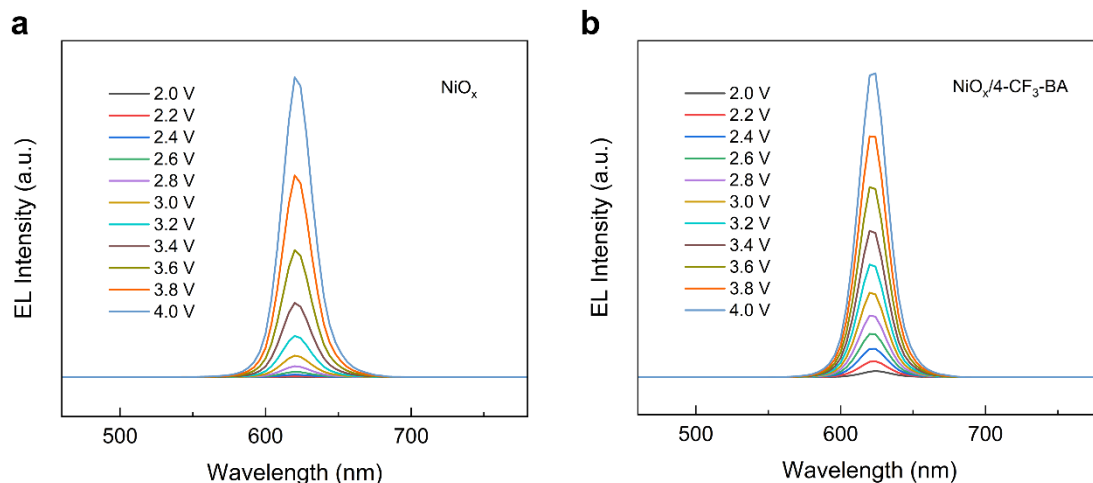 a
NiOx
2.0 V
2.2 V
2.4 V
2.6 V
2.8 V
3.0 V
3.2 V
3.4 V
3.6 V
3.8 V
4.0 V
EL Intensity (a.u.)
500
600
700
Wavelength (nm)
b
NiOx/4-CF3-BA
2.0 V
2.2 V
2.4 V
2.6 V
2.8 V
3.0 V
3.2 V
3.4 V
3.6 V
3.8 V
4.0 V
EL Intensity (a.u.)
500
600
700
Wavelength (nm)